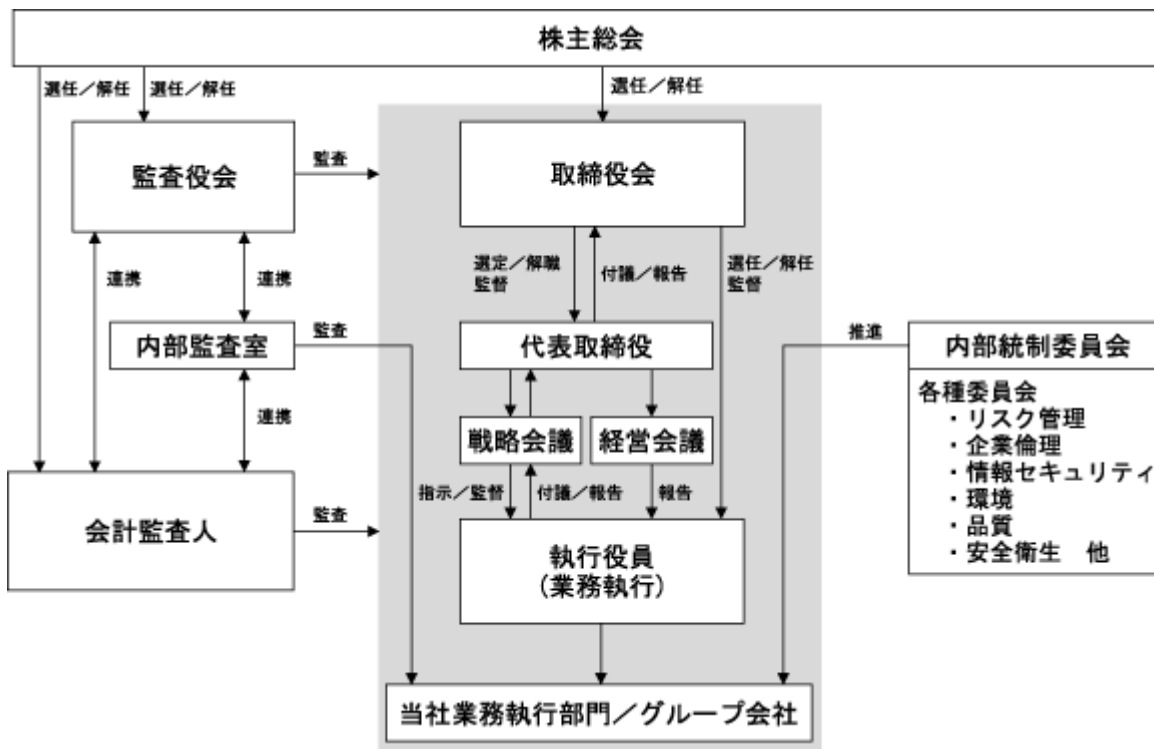 株主総会
選任／解任
選任／解任
選任／解任
監査役会
監査
取締役会
連携
連携
選定／解職
監督
付議／報告
選任／解任
監督
内部監査室
監査
代表取締役
推進
内部統制委員会
各種委員会
・リスク管理
・企業倫理
・情報セキュリティ
・環境
・品質
・安全衛生　他
連携
戦略会議
経営会議
指示／監督
付議／報告
報告
会計監査人
監査
執行役員
(業務執行)
当社業務執行部門／グループ会社